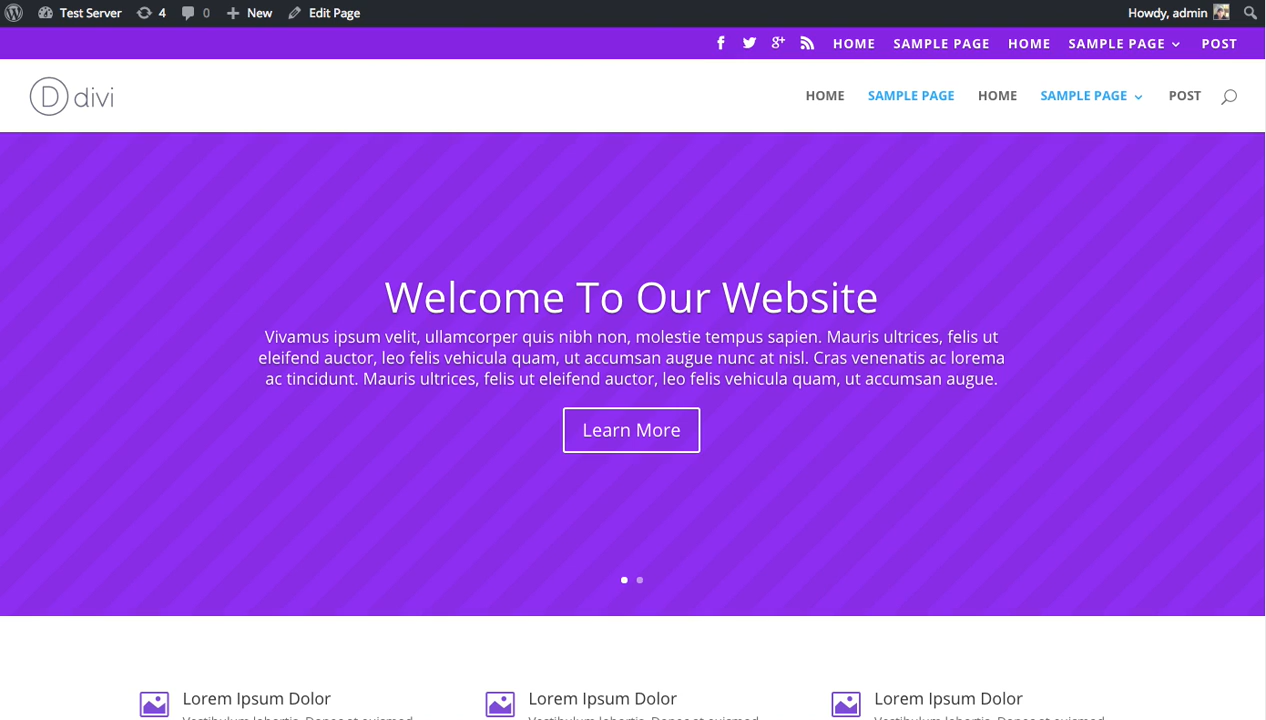 Test Server 4 0 New Edit Page Howdy, admin
HOME SAMPLE PAGE HOME SAMPLE PAGE POST
D divi HOME SAMPLE PAGE HOME SAMPLE PAGE POST
Welcome To Our Website
Vivamus ipsum velit, ullamcorper quis nibh non, molestie tempus sapien. Mauris ultrices, felis ut
eleifend auctor, leo felis vehicula quam, ut accumsan augue nunc at nisl. Cras venenatis ac lorema
ac tincidunt. Mauris ultrices, felis ut eleifend auctor, leo felis vehicula quam, ut accumsan augue.
Learn More
Lorem Ipsum Dolor Lorem Ipsum Dolor Lorem Ipsum Dolor